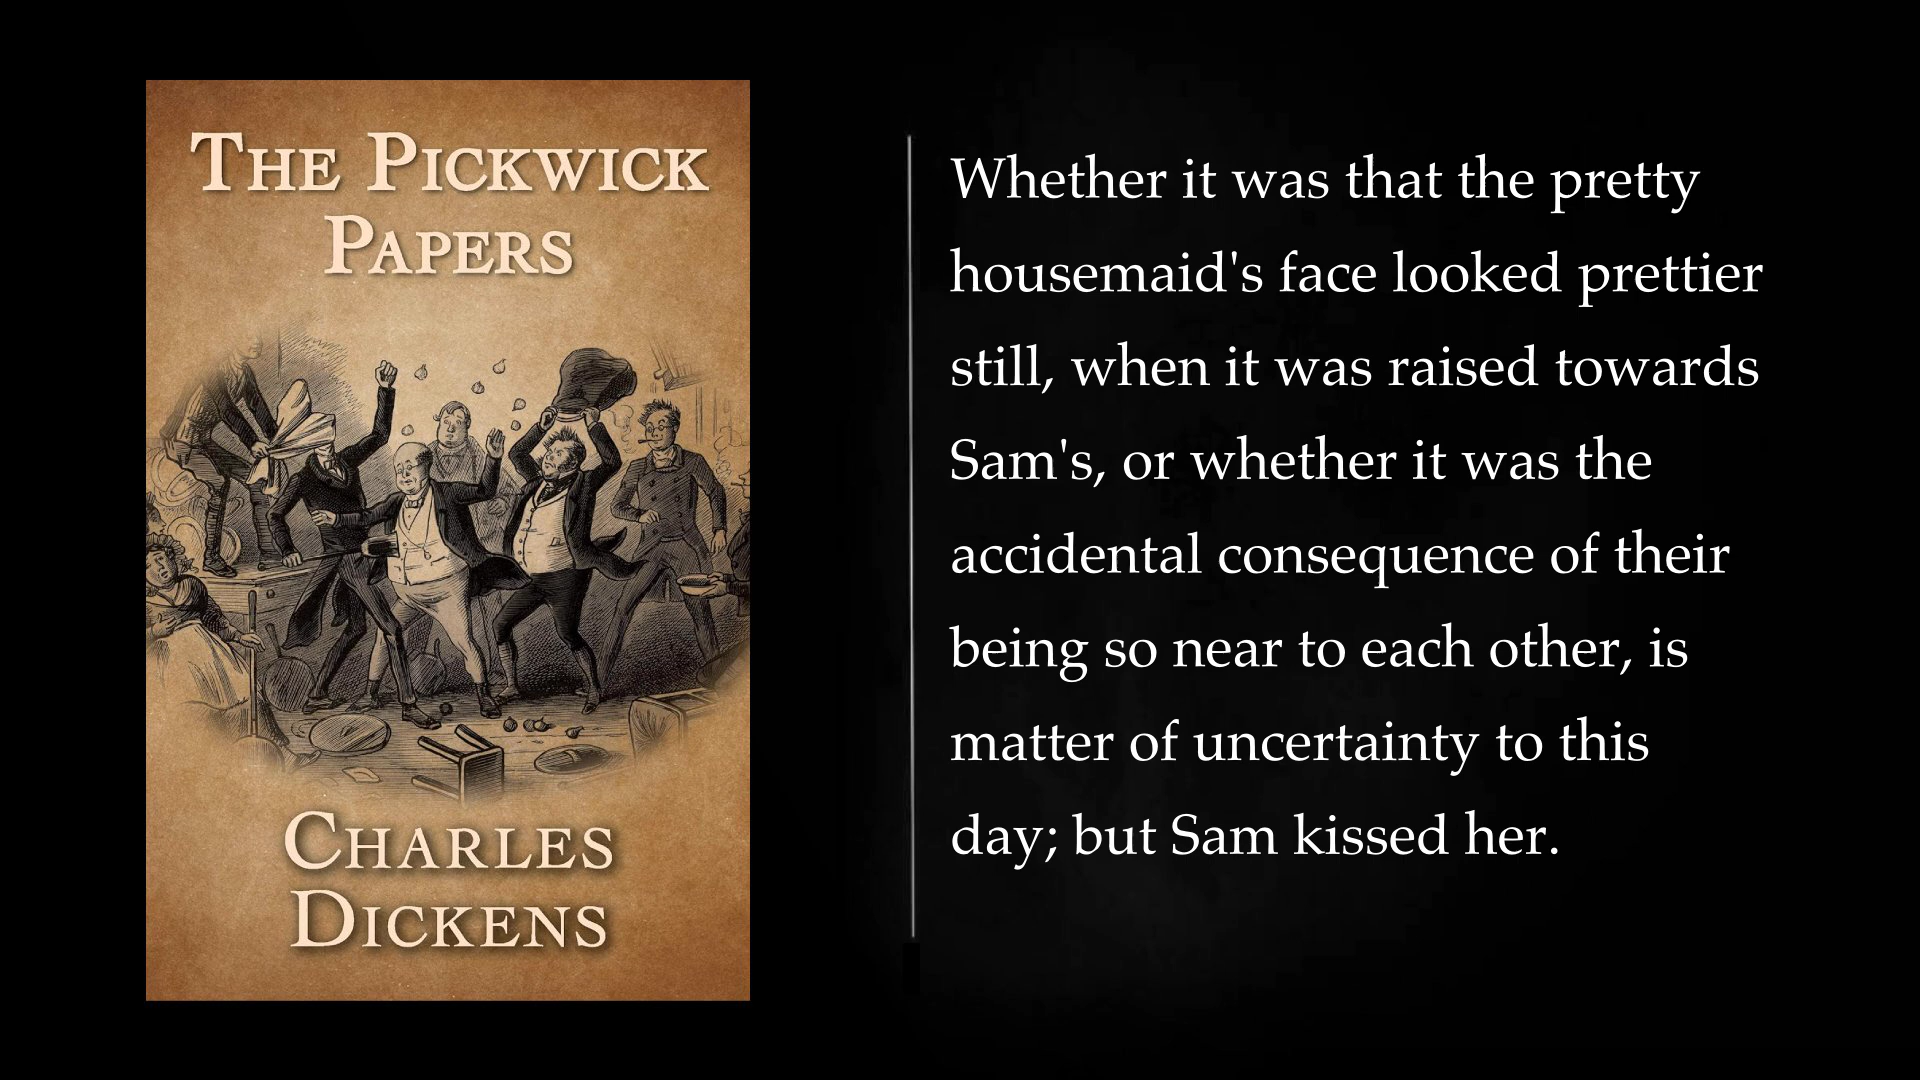 The Pickwick
Papers
Charles
Dickens
Whether it was that the pretty
housemaid's face looked prettier
still, when it was raised towards
Sam's, or whether it was the
accidental consequence of their
being so near to each other, is
matter of uncertainty to this
day; but Sam kissed her.